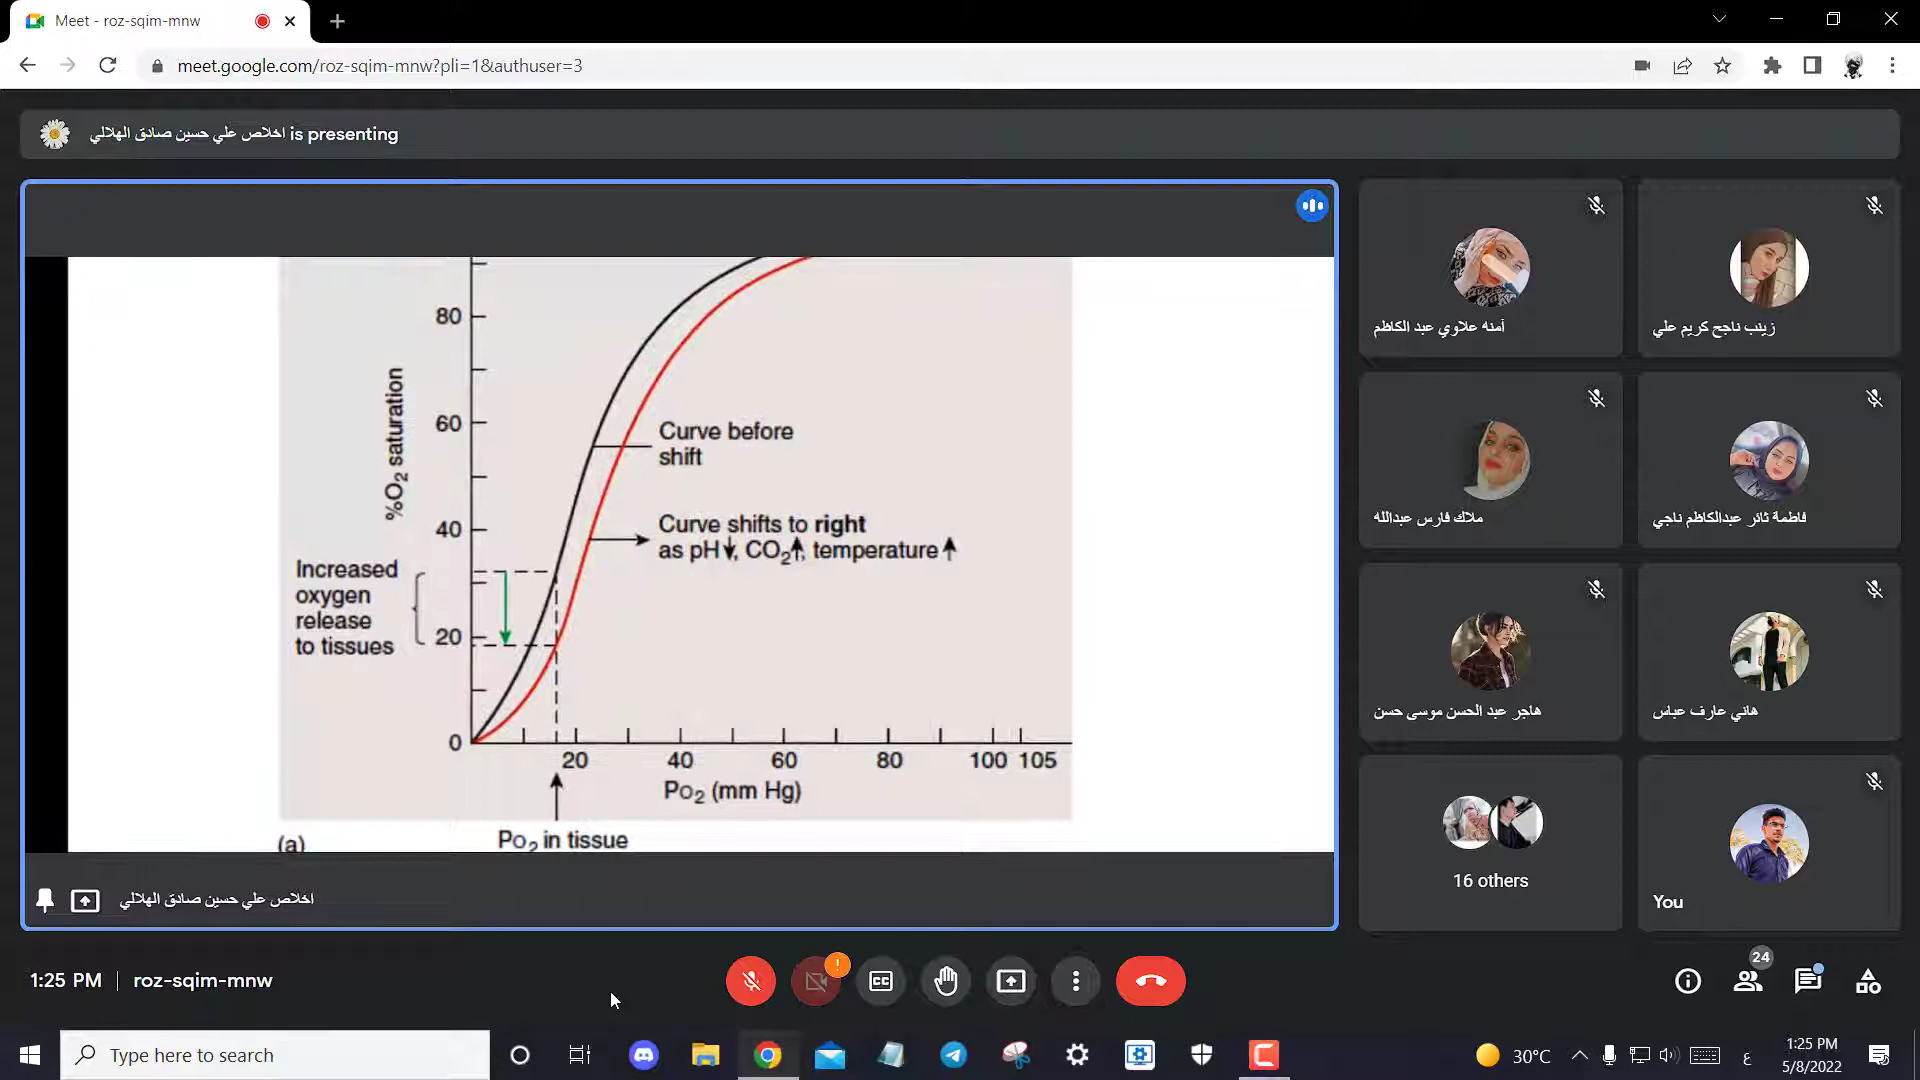 Meet - roz-sqim-mnw
meet.google.com/roz-sqim-mnw?pli=1&authuser=3
اخلاص علي حسين صادق الهلالي is presenting
80
60
40
20
0
%O2 saturation
Curve before
shift
Curve shifts to right
as pH↓, CO2↑, temperature↑
Increased
oxygen
release
to tissues
20 40 60 80 100 105
PO2 (mm Hg)
PO2 in tissue
(a)
اخلاص علي حسين صادق الهلالي
آمنه علاوي عبد الكاظم
زينب ناجح كريم علي
ملاك فارس عبدالله
فاطمة ثائر عبدالكاظم ناجي
هاجر عبد الحسن موسى حسن
هاني عارف عباس
16 others
You
1:25 PM | roz-sqim-mnw
CC
24
Type here to search
30°C
ع
1:25 PM
5/8/2022